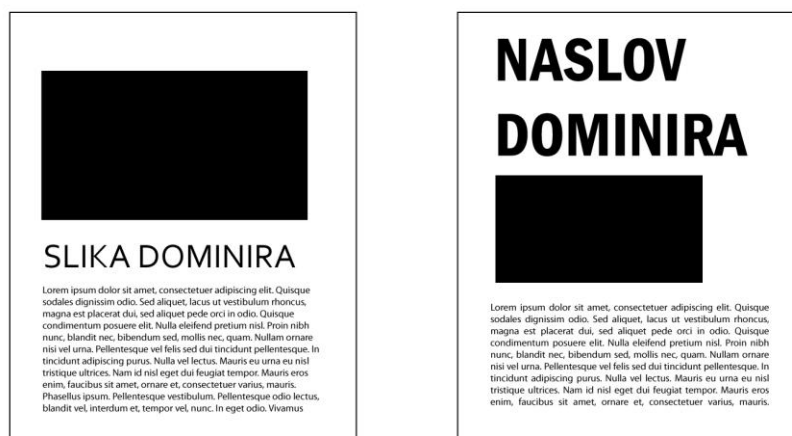 SLIKA DOMINIRA
Lorem ipsum dolor sit amet, consectetuer adipiscing elit. Quisque
sodales dignissim odio. Sed aliquet, lacus ut vestibulum rhoncus,
magna est placerat dui, sed aliquet pede orci in odio. Quisque
condimentum posuere elit. Nulla eleifend pretium nisl. Proin nibh
nunc, blandit nec, bibendum sed, mollis nec, quam. Nullam ornare
nisi vel urna. Pellentesque vel felis sed dui tincidunt pellentesque. In
tincidunt adipiscing purus. Nulla vel lectus. Mauris eu urna eu nisl
tristique ultrices. Nam id nisl eget dui feugiat tempor. Mauris eros
enim, faucibus sit amet, ornare et, consectetuer varius, mauris.
Phasellus ipsum. Pellentesque vestibulum. Pellentesque odio lectus,
blandit vel, interdum et, tempor vel, nunc. In eget odio. Vivamus
NASLOV
DOMINIRA
Lorem ipsum dolor sit amet, consectetuer adipiscing elit. Quisque
sodales dignissim odio. Sed aliquet, lacus ut vestibulum rhoncus,
magna est placerat dui, sed aliquet pede orci in odio. Quisque
condimentum posuere elit. Nulla eleifend pretium nisl. Proin nibh
nunc, blandit nec, bibendum sed, mollis nec, quam. Nullam ornare
nisi vel urna. Pellentesque vel felis sed dui tincidunt pellentesque. In
tincidunt adipiscing purus. Nulla vel lectus. Mauris eu urna eu nisl
tristique ultrices. Nam id nisl eget dui feugiat tempor. Mauris eros
enim, faucibus sit amet, ornare et, consectetuer varius, mauris.